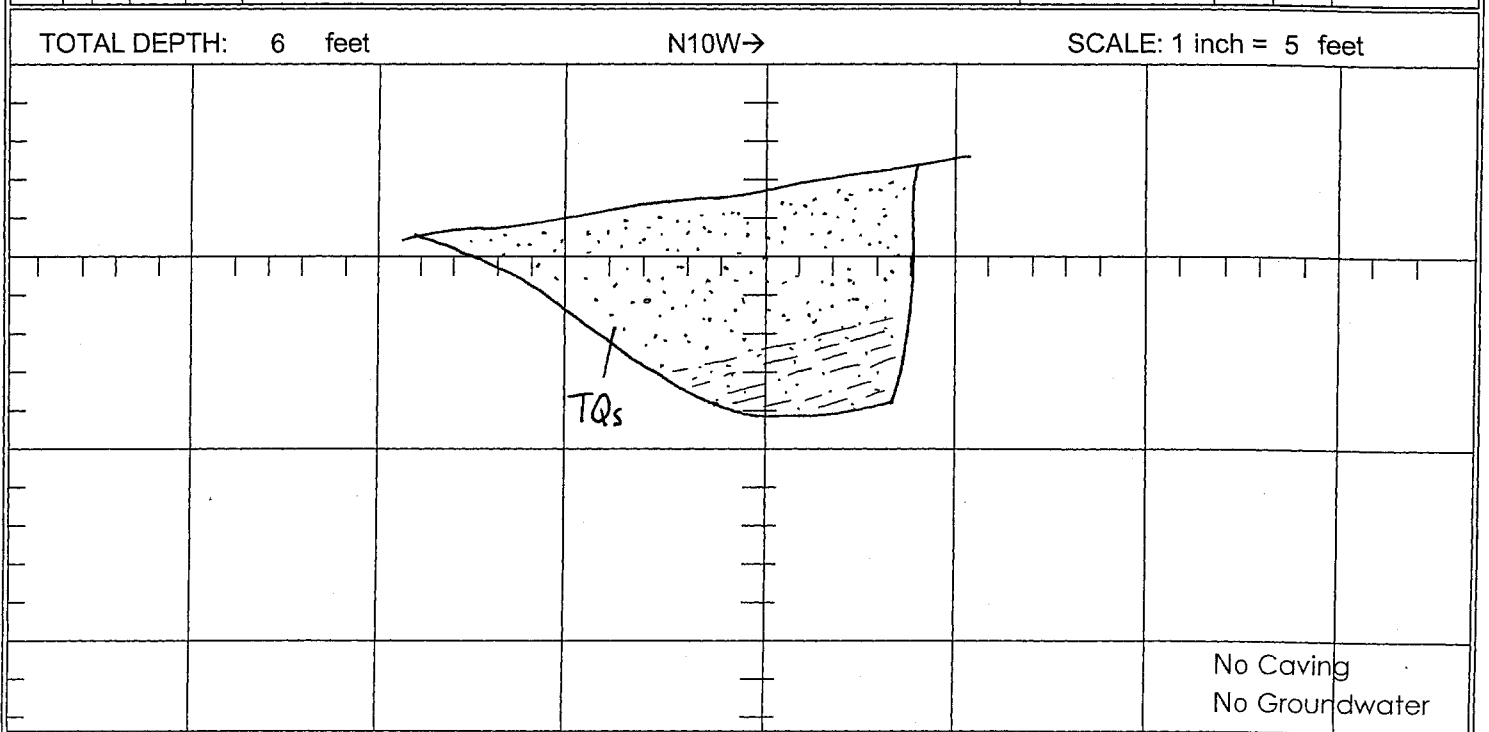 TOTAL DEPTH: 6 feet N10W→ SCALE: 1 inch = 5 feet
TQs
No Caving
No Groundwater